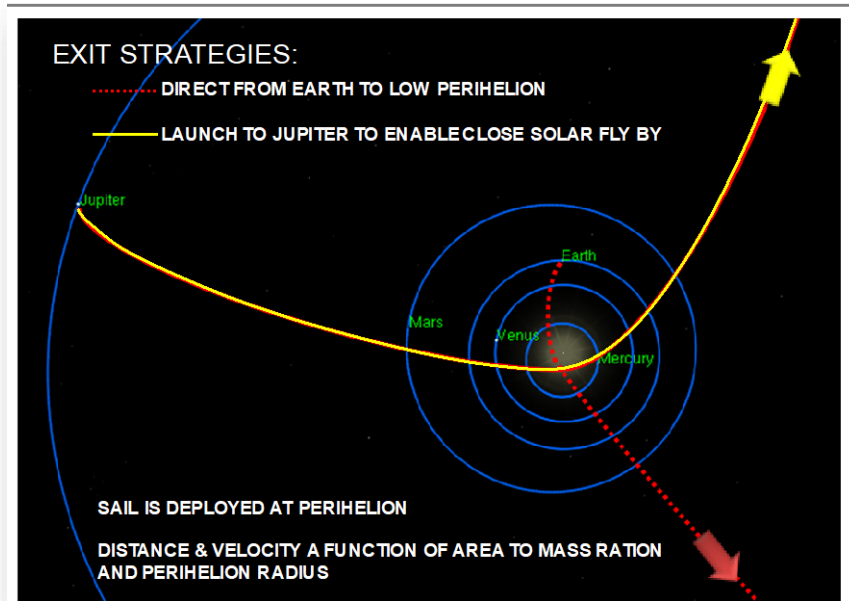 EXIT STRATEGIES:
DIRECT FROM EARTH TO LOW PERIHELION
LAUNCH TO JUPITER TO ENABLE CLOSE SOLAR FLY BY
Jupiter
Earth
Mars
Venus
Mercury
SAIL IS DEPLOYED AT PERIHELION
DISTANCE & VELOCITY A FUNCTION OF AREA TO MASS RATION
AND PERIHELION RADIUS